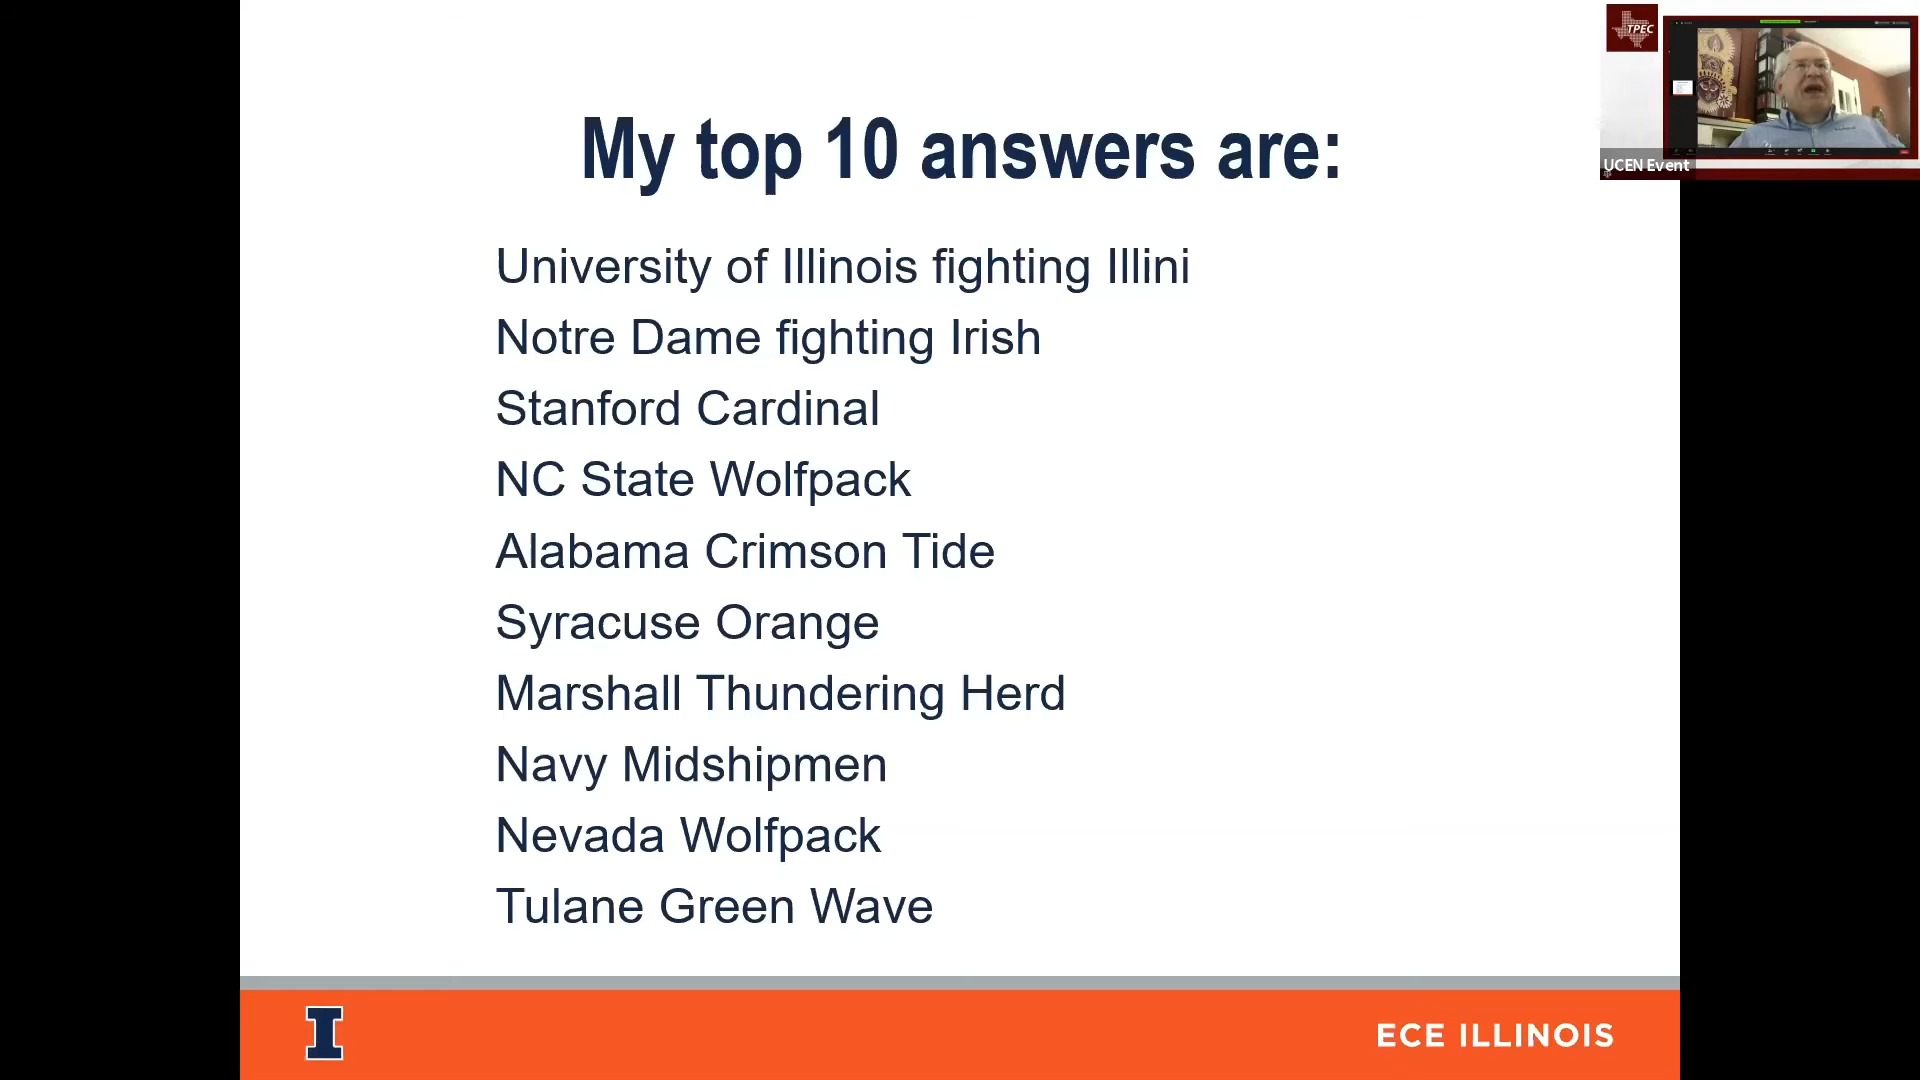 My top 10 answers are:
University of Illinois fighting Illini
Notre Dame fighting Irish
Stanford Cardinal
NC State Wolfpack
Alabama Crimson Tide
Syracuse Orange
Marshall Thundering Herd
Navy Midshipmen
Nevada Wolfpack
Tulane Green Wave
I
ECE ILLINOIS
TPEC
UCEN Event